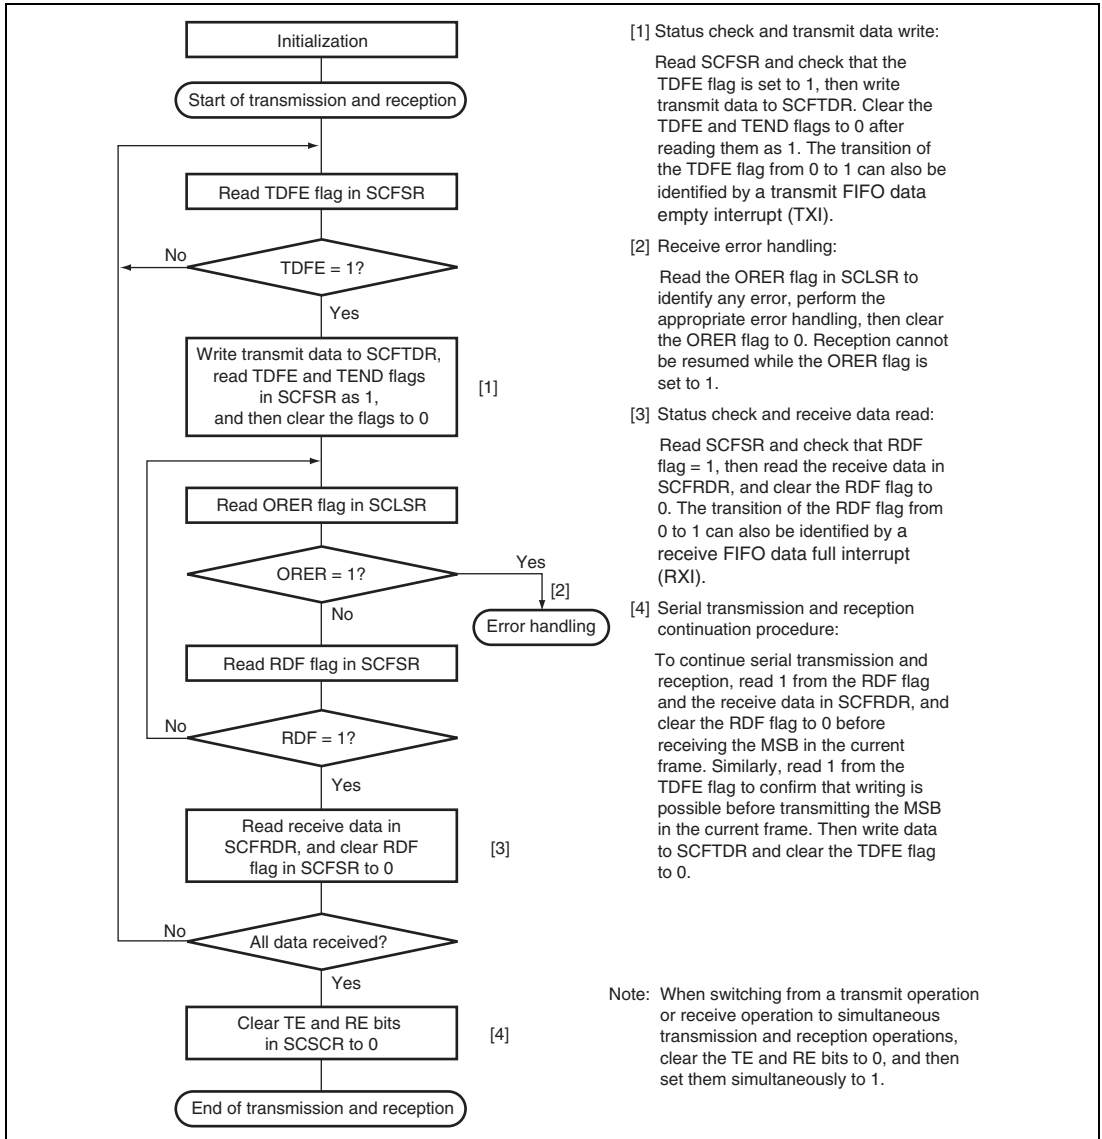 Initialization
Start of transmission and reception
Read TDFE flag in SCFSR
No
TDFE = 1?
Yes
Write transmit data to SCFTDR,
read TDFE and TEND flags
in SCFSR as 1,
and then clear the flags to 0
[1]
Read ORER flag in SCLSR
ORER = 1?
Yes
[2]
No
Error handling
Read RDF flag in SCFSR
No
RDF = 1?
Yes
Read receive data in
SCFRDR, and clear RDF
flag in SCFSR to 0
[3]
No
All data received?
Yes
Clear TE and RE bits
in SCSCR to 0
[4]
End of transmission and reception
[1] Status check and transmit data write:
Read SCFSR and check that the
TDFE flag is set to 1, then write
transmit data to SCFTDR. Clear the
TDFE and TEND flags to 0 after
reading them as 1. The transition of
the TDFE flag from 0 to 1 can also be
identified by a transmit FIFO data
empty interrupt (TXI).
[2] Receive error handling:
Read the ORER flag in SCLSR to
identify any error, perform the
appropriate error handling, then clear
the ORER flag to 0. Reception cannot
be resumed while the ORER flag is
set to 1.
[3] Status check and receive data read:
Read SCFSR and check that RDF
flag = 1, then read the receive data in
SCFRDR, and clear the RDF flag to
0. The transition of the RDF flag from
0 to 1 can also be identified by a
receive FIFO data full interrupt
(RXI).
[4] Serial transmission and reception
continuation procedure:
To continue serial transmission and
reception, read 1 from the RDF flag
and the receive data in SCFRDR, and
clear the RDF flag to 0 before
receiving the MSB in the current
frame. Similarly, read 1 from the
TDFE flag to confirm that writing is
possible before transmitting the MSB
in the current frame. Then write data
to SCFTDR and clear the TDFE flag
to 0.
Note: When switching from a transmit operation
or receive operation to simultaneous
transmission and reception operations,
clear the TE and RE bits to 0, and then
set them simultaneously to 1.